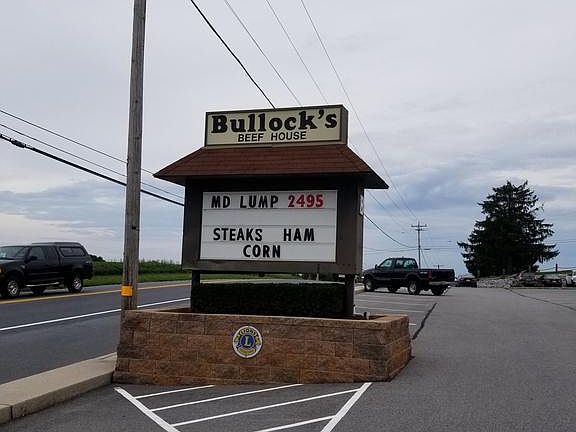 Bullock's
BEEF HOUSE
MD LUMP 2495
STEAKS HAM
CORN
L